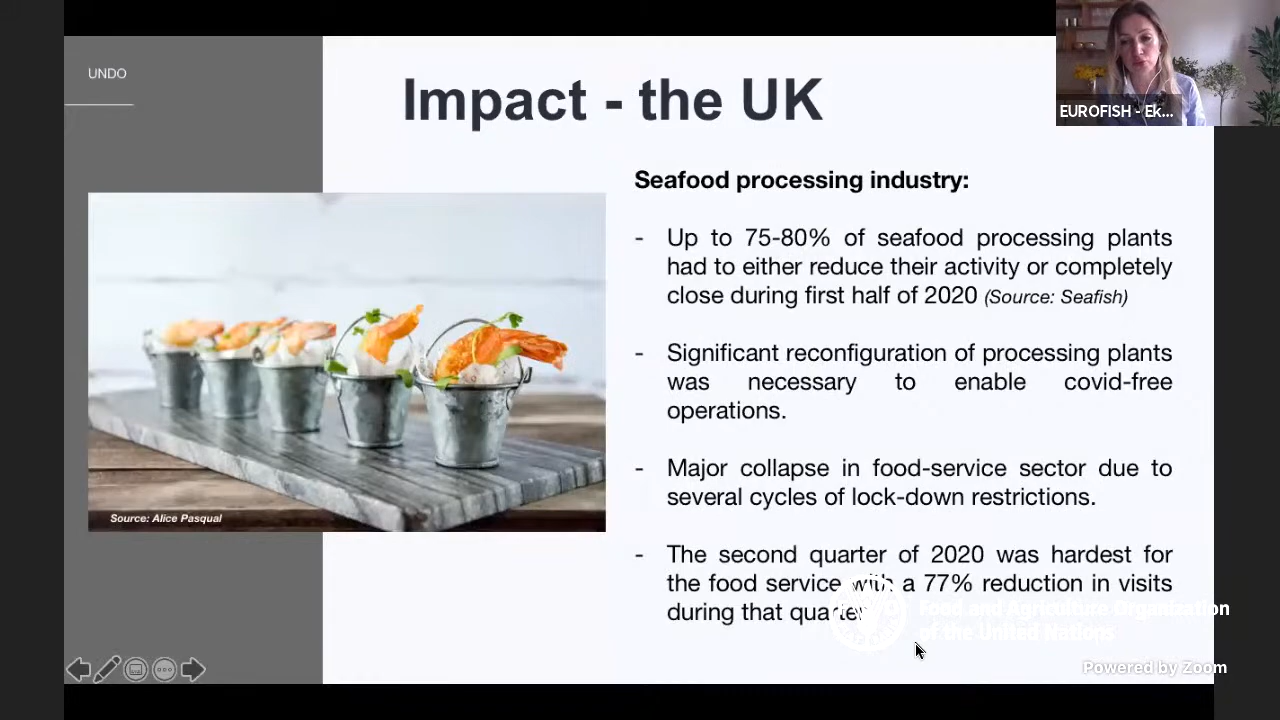 UNDO
Impact - the UK
EUROFISH - Ek...
Seafood processing industry:
- Up to 75-80% of seafood processing plants
had to either reduce their activity or completely
close during first half of 2020 (Source: Seafish)
- Significant reconfiguration of processing plants
was necessary to enable covid-free
operations.
- Major collapse in food-service sector due to
several cycles of lock-down restrictions.
- The second quarter of 2020 was hardest for
the food service with a 77% reduction in visits
during that quarter
Source: Alice Pasqual
Food and Agriculture Organization
of the United Nations
Powered by Zoom